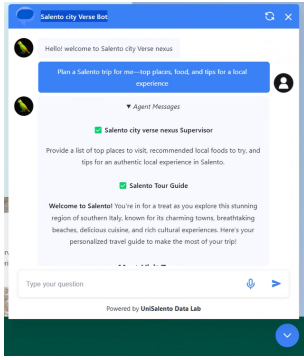 Salento city Verse Bot
Hello! welcome to Salento city Verse nexus
Plan a Salento trip for me—top places, food, and tips for a local
experience
▼ Agent Messages
✅ Salento city verse nexus Supervisor
Provide a list of top places to visit, recommended local foods to try, and
tips for an authentic local experience in Salento.
✅ Salento Tour Guide
Welcome to Salento! You're in for a treat as you explore this stunning
region of southern Italy, known for its charming towns, breathtaking
beaches, delicious cuisine, and rich cultural experiences. Here's your
personalized travel guide to make the most of your trip!
Type your question
Powered by UniSalento Data Lab